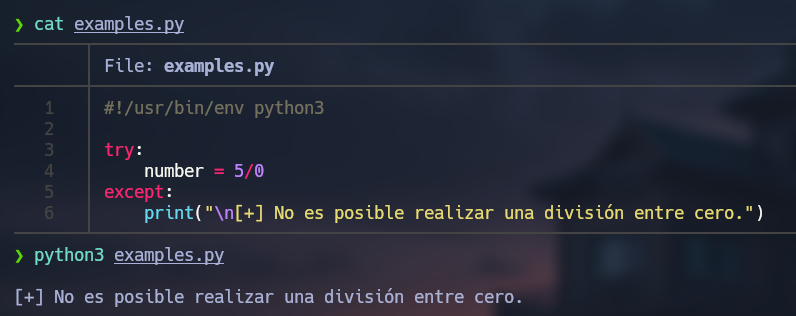 ❯ cat examples.py
File: examples.py
1 #!/usr/bin/env python3
2
3 try:
4     number = 5/0
5 except:
6     print("\n[+] No es posible realizar una división entre cero.")
❯ python3 examples.py
[+] No es posible realizar una división entre cero.